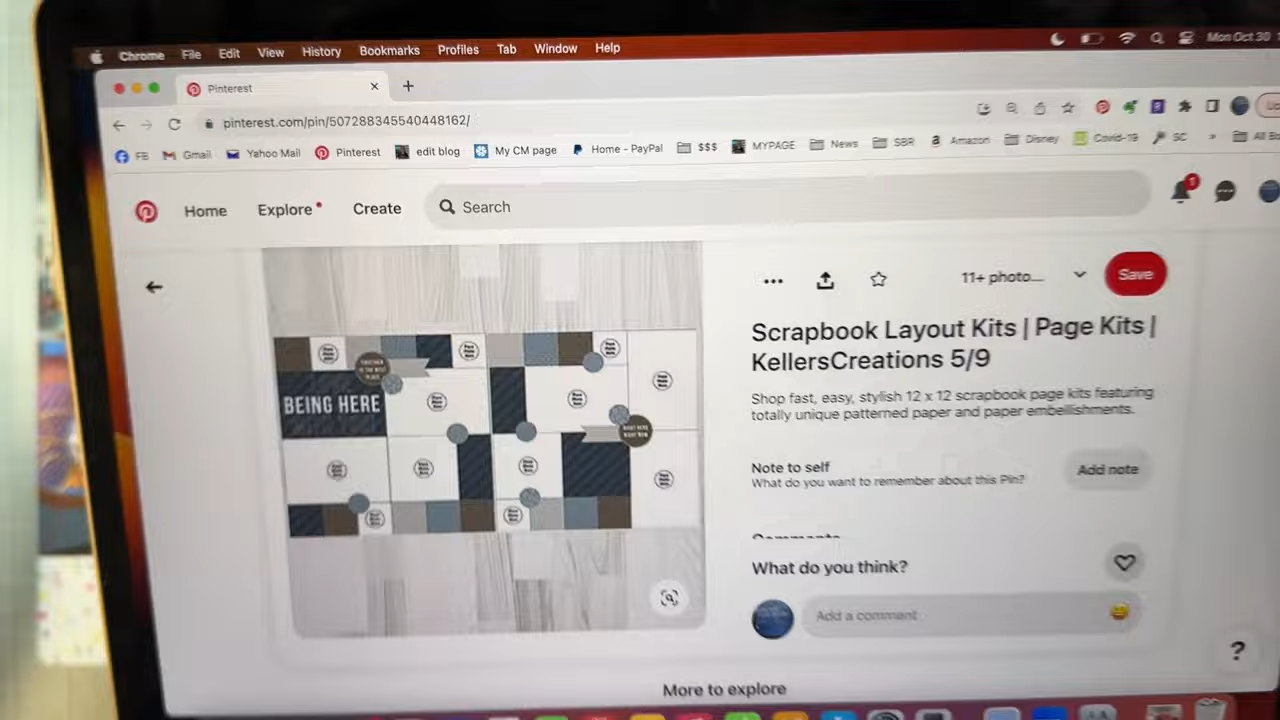 Chrome File Edit View History Bookmarks Profiles Tab Window Help Mon Oct 30
Pinterest
pinterest.com/pin/507288345540448162/
FB Gmail Yahoo Mail Pinterest edit blog My CM page Home - PayPal $$$ MYPAGE News SBR Amazon Disney Covid-19 SC » All
Home Explore Create Search 1
11+ photo... Save
Scrapbook Layout Kits | Page Kits |
KellersCreations 5/9
Shop fast, easy, stylish 12 x 12 scrapbook page kits featuring
totally unique patterned paper and paper embellishments.
BEING HERE
Note to self
What do you want to remember about this Pin?
Add note
Comments
What do you think?
Add a comment
?
More to explore